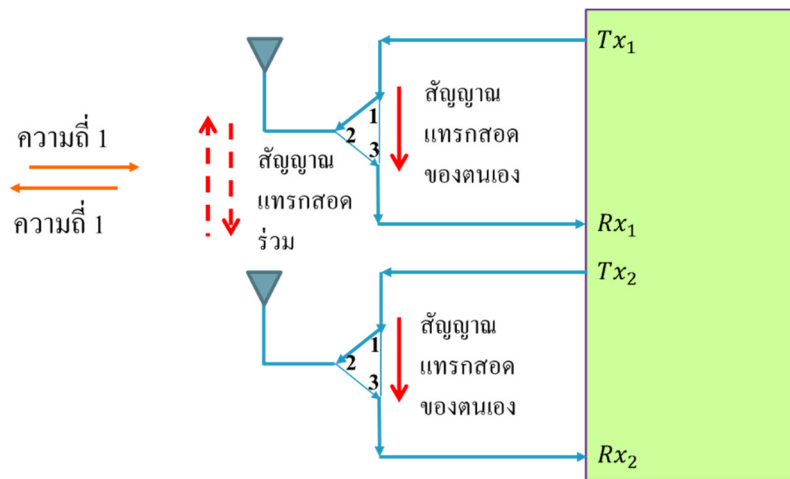 ความถี่ 1
ความถี่ 1
สัญญาณ
แทรกสอด
ร่วม
1
2
3
สัญญาณ
แทรกสอด
ของตนเอง
Tx₁
Rx₁
1
2
3
สัญญาณ
แทรกสอด
ของตนเอง
Tx₂
Rx₂